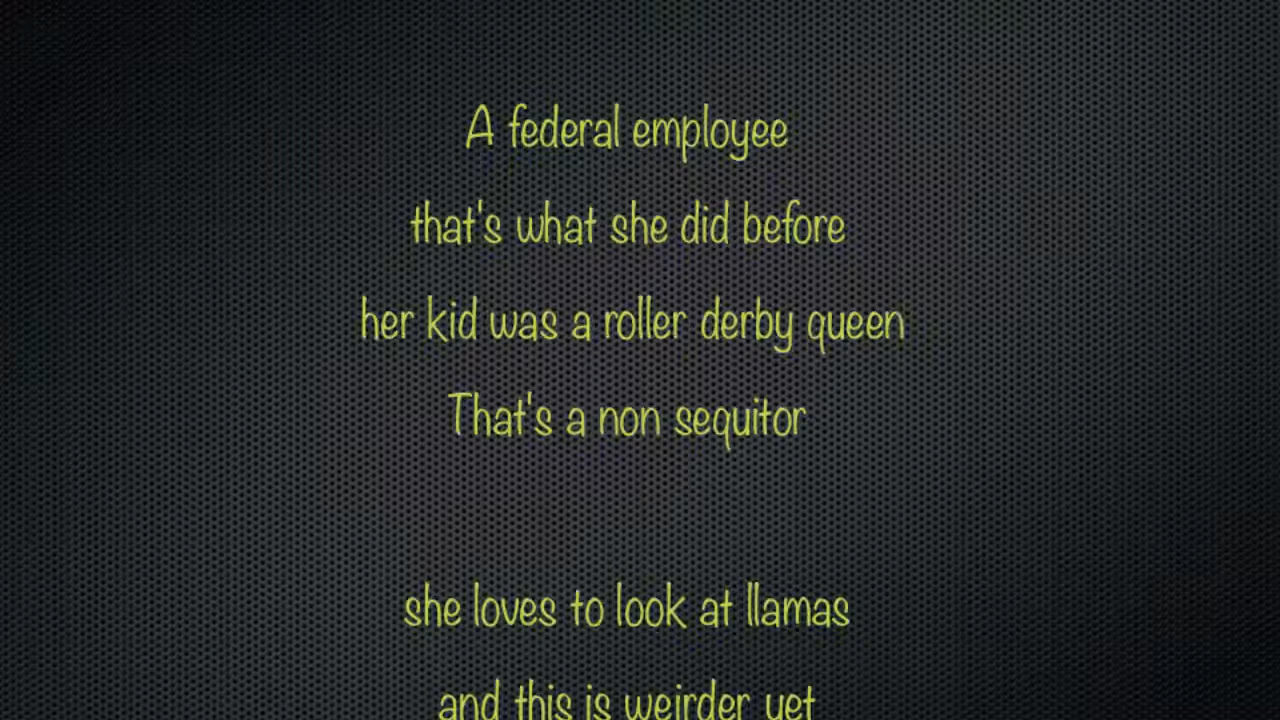 A federal employee
that's what she did before
her kid was a roller derby queen
That's a non sequitor
she loves to look at llamas
and this is weirder yet